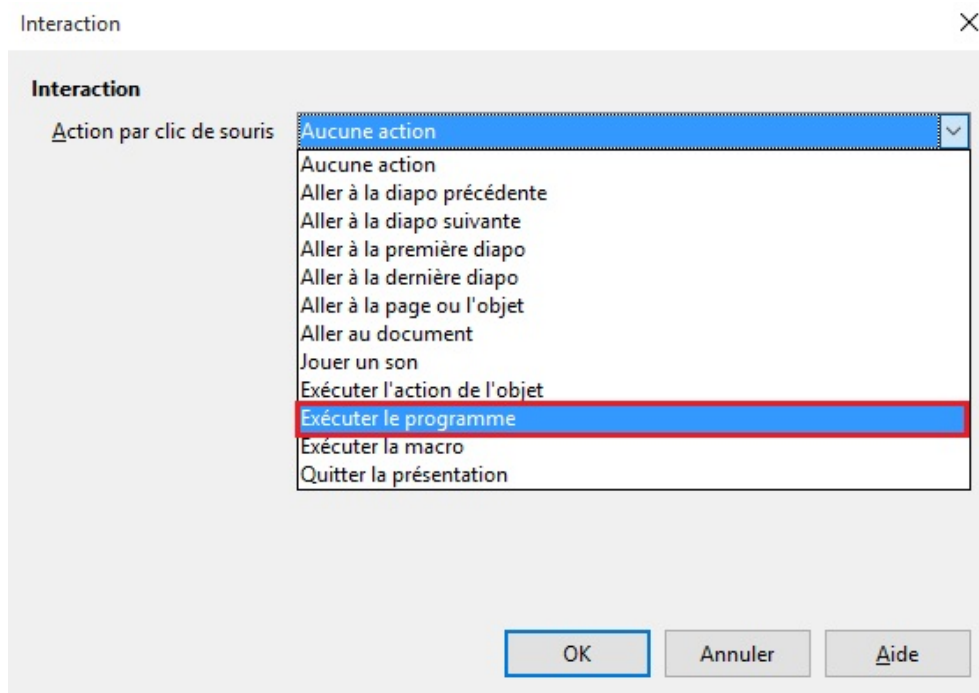 Interaction
Interaction
Action par clic de souris Aucune action
Aucune action
Aller à la diapo précédente
Aller à la diapo suivante
Aller à la première diapo
Aller à la dernière diapo
Aller à la page ou l'objet
Aller au document
Jouer un son
Exécuter l'action de l'objet
Exécuter le programme
Exécuter la macro
Quitter la présentation
OK Annuler Aide